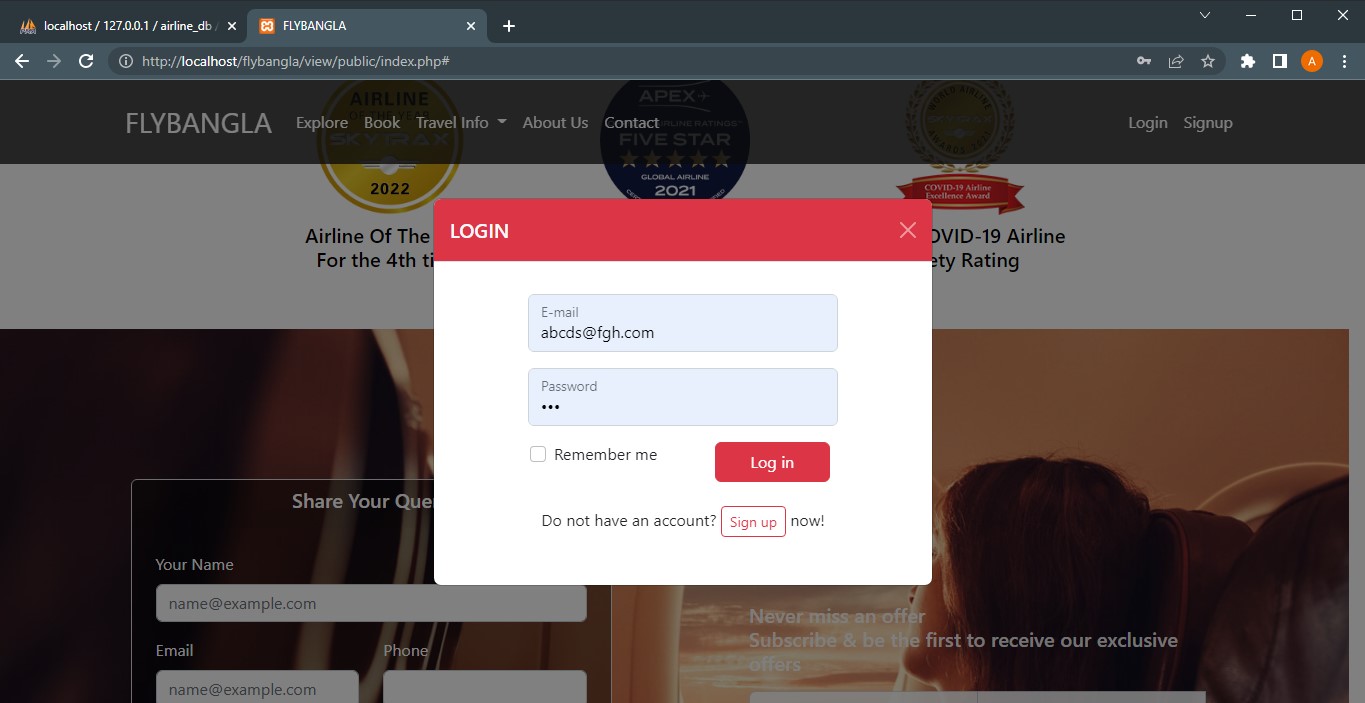 localhost / 127.0.0.1 / airline_db /
FLYBANGLA
http://localhost/flybangla/view/public/index.php#
A
FLYBANGLA
Explore
Book
Travel Info
About Us
Contact
Login
Signup
AIRLINE
SKYTRAX
2022
APEX
AIRLINE RATINGS
FIVE STAR
GLOBAL AIRLINE
2021
COVID-19 Airline
Excellence Award
Airline Of The
For the 4th ti
OVID-19 Airline
ety Rating
LOGIN
E-mail
abcds@fgh.com
Password
•••
Remember me
Log in
Do not have an account? Sign up now!
Share Your Que
Your Name
name@example.com
Email
Phone
name@example.com
Never miss an offer
Subscribe & be the first to receive our exclusive
offers